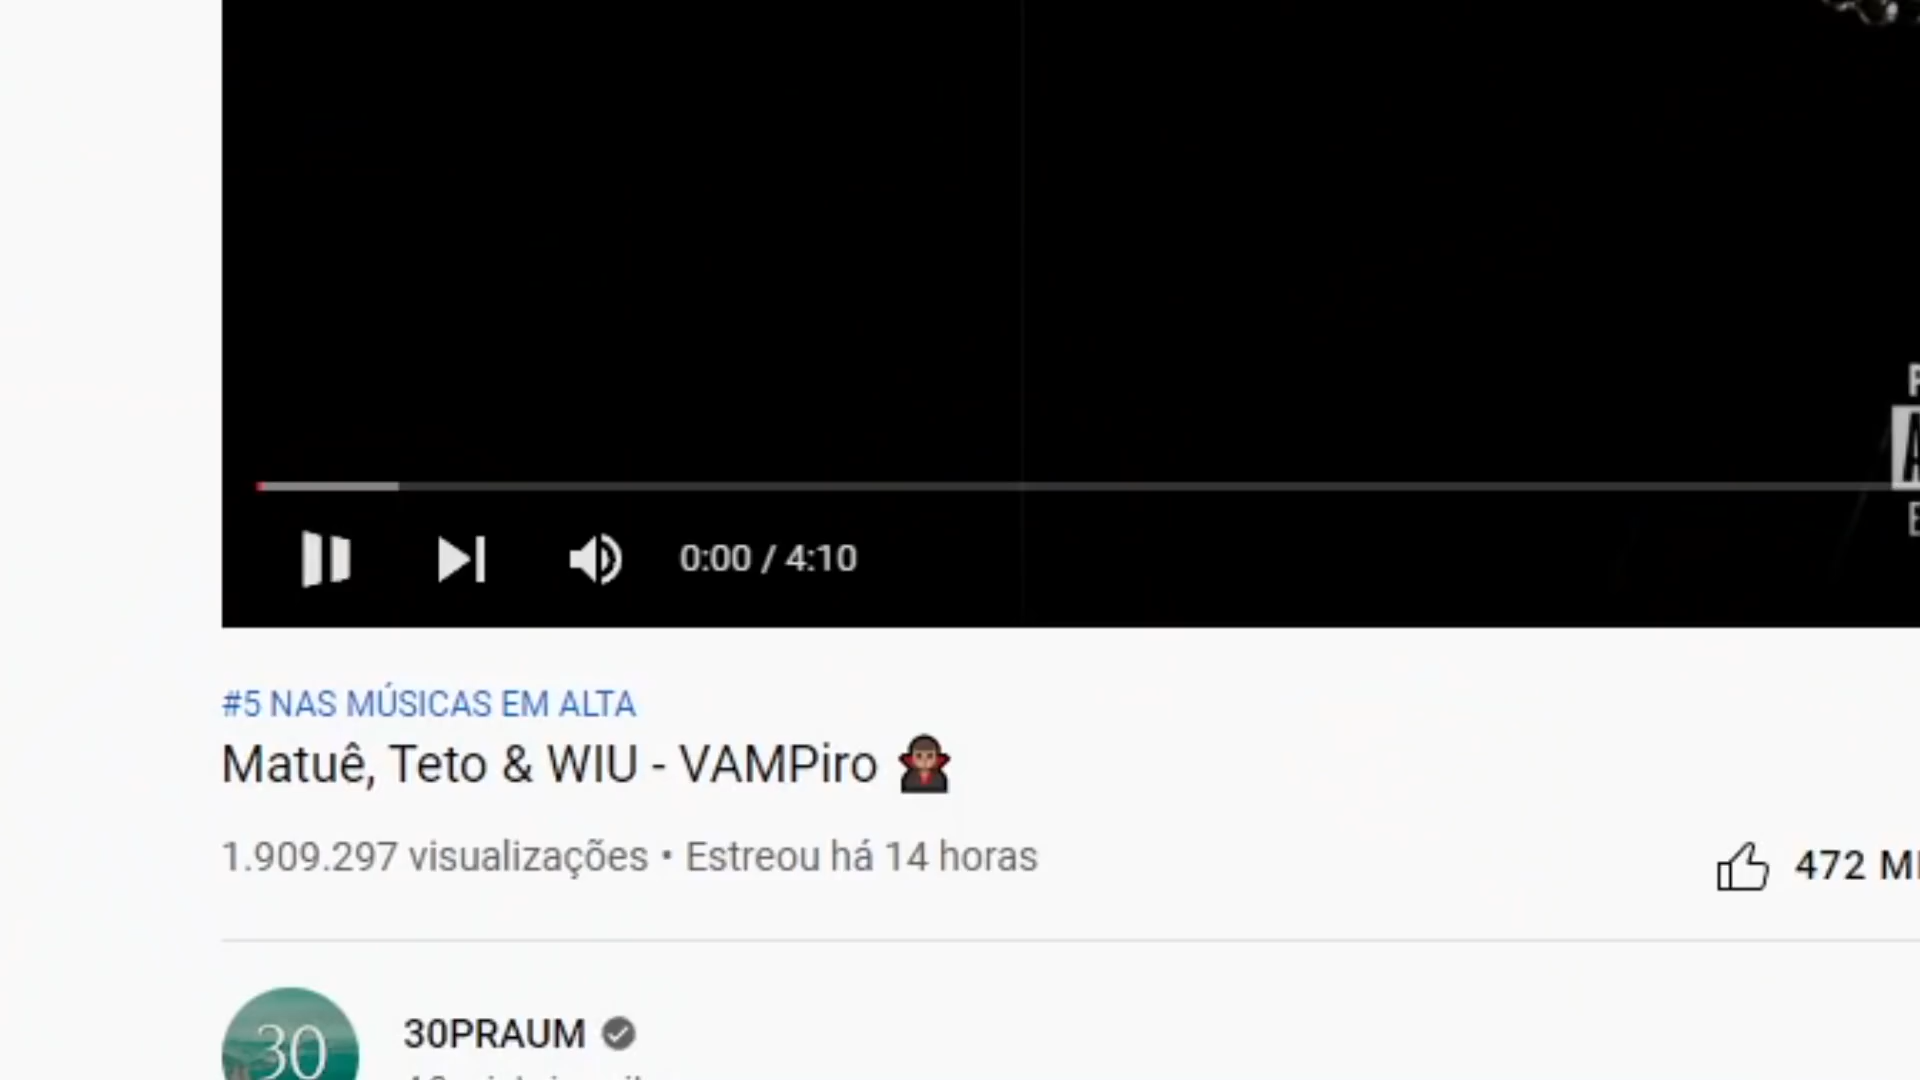 0:00 / 4:10
#5 NAS MÚSICAS EM ALTA
Matuê, Teto & WIU - VAMPiro 🧛🏽‍♂️
1.909.297 visualizações • Estreou há 14 horas
472
30PRAUM
30